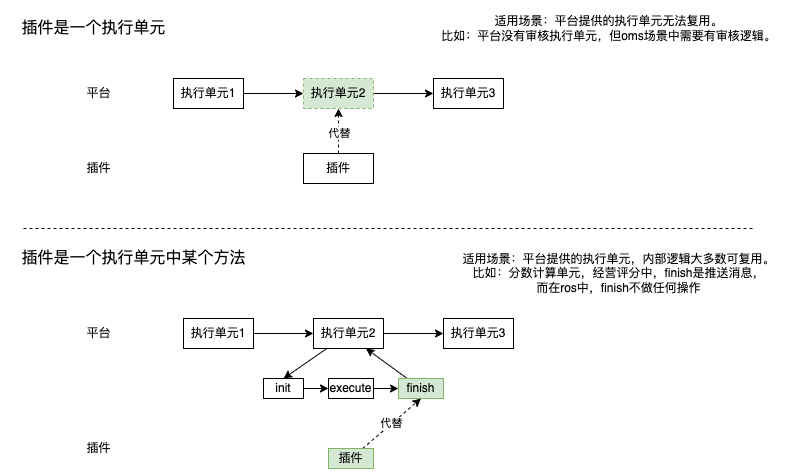 插件是一个执行单元
适用场景：平台提供的执行单元无法复用。
比如：平台没有审核执行单元，但oms场景中需要有审核逻辑。
平台
执行单元1
执行单元2
执行单元3
代替
插件
插件
插件是一个执行单元中某个方法
适用场景：平台提供的执行单元，内部逻辑大多数可复用。
比如：分数计算单元，经营评分中，finish是推送消息，
而在ros中，finish不做任何操作
平台
执行单元1
执行单元2
执行单元3
init
execute
finish
代替
插件
插件